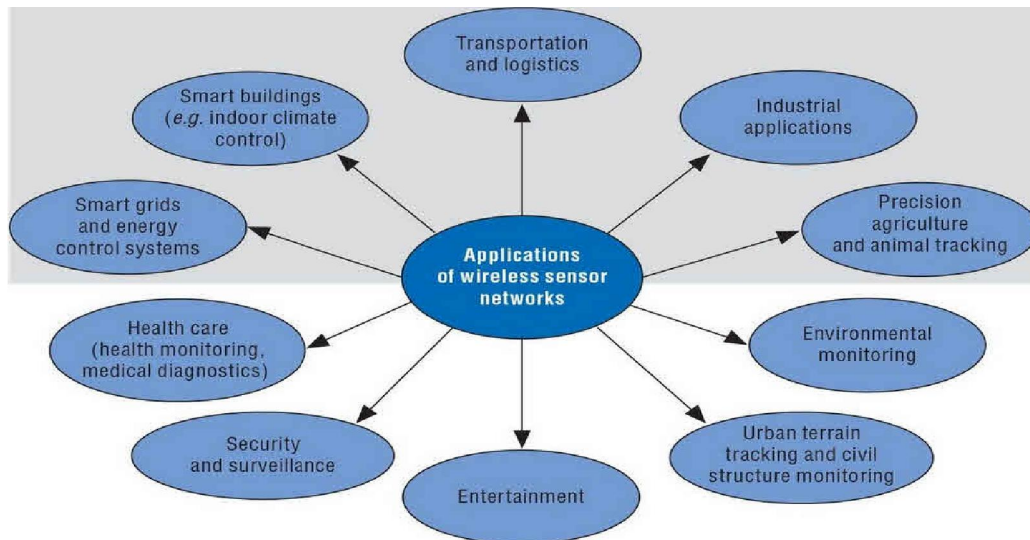 Transportation
and logistics
Smart buildings
(e.g. indoor climate
control)
Industrial
applications
Smart grids
and energy
control systems
Precision
agriculture
and animal tracking
Applications
of wireless sensor
networks
Health care
(health monitoring,
medical diagnostics)
Environmental
monitoring
Security
and surveillance
Urban terrain
tracking and civil
structure monitoring
Entertainment